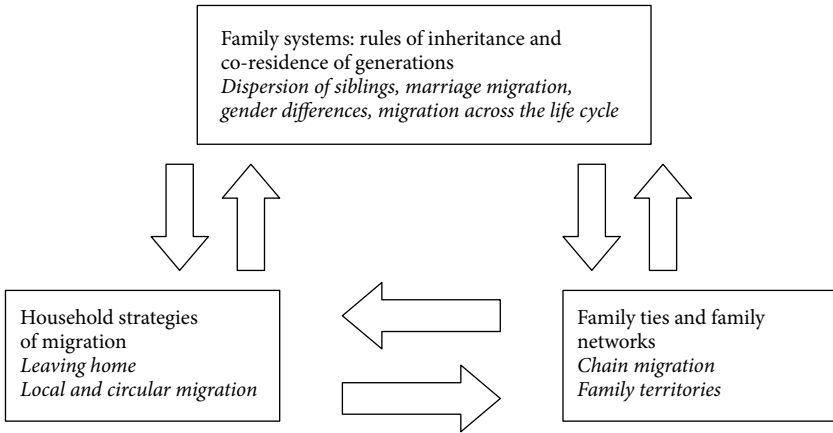 Family systems: rules of inheritance and
co-residence of generations
Dispersion of siblings, marriage migration,
gender differences, migration across the life cycle
Household strategies
of migration
Leaving home
Local and circular migration
Family ties and family
networks
Chain migration
Family territories